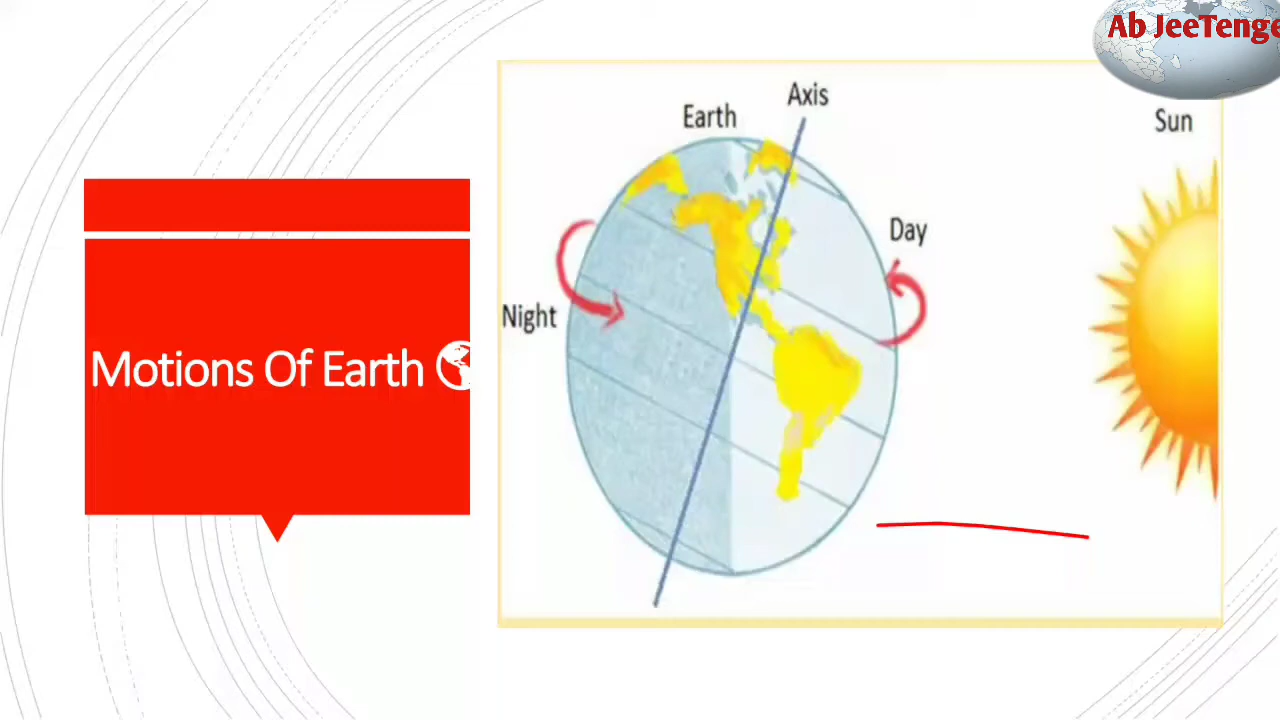 Ab JeeTenge
Axis
Earth
Sun
Day
Night
Motions Of Earth 🌎